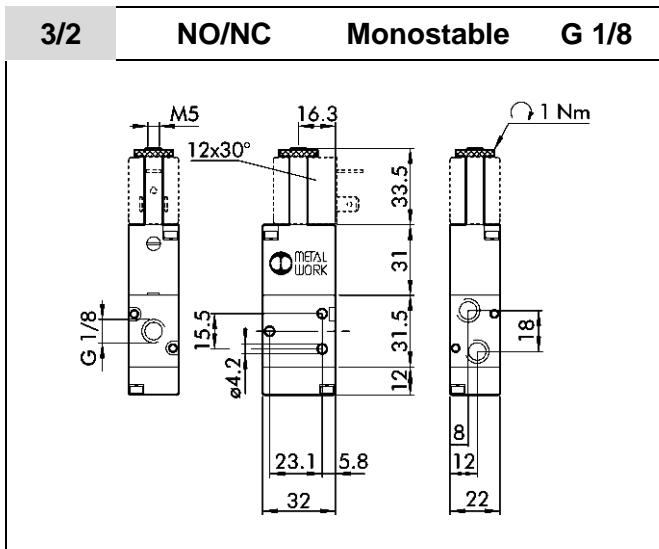 3/2 NO/NC Monostable G 1/8
M5
16.3
1 Nm
12x30°
33.5
METAL
WORK
31
G 1/8
15.5
ø4.2
31.5
12
18
23.1
5.8
32
8
12
22